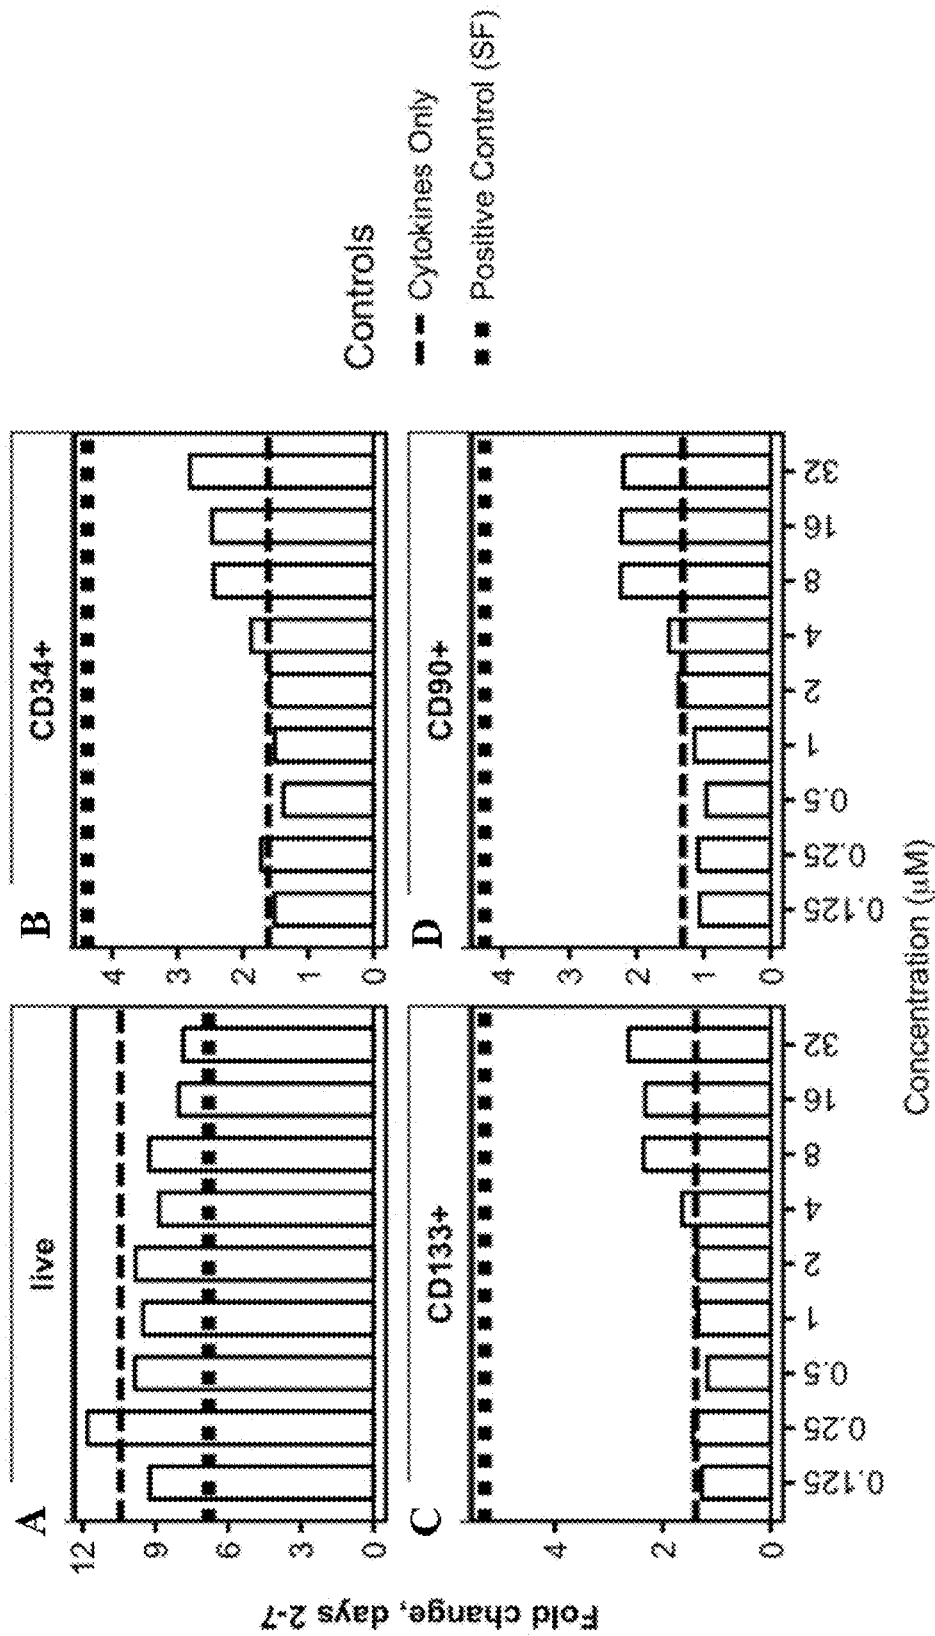 A
live
12
9
6
3
0
B
CD34+
4
3
2
1
0
C
CD133+
4
2
0
0.125
0.25
0.5
1
2
4
8
16
32
D
CD90+
4
3
2
1
0
0.125
0.25
0.5
1
2
4
8
16
32
Fold change, days 2-7
Concentration (µM)
Controls
Cytokines Only
Positive Control (SF)